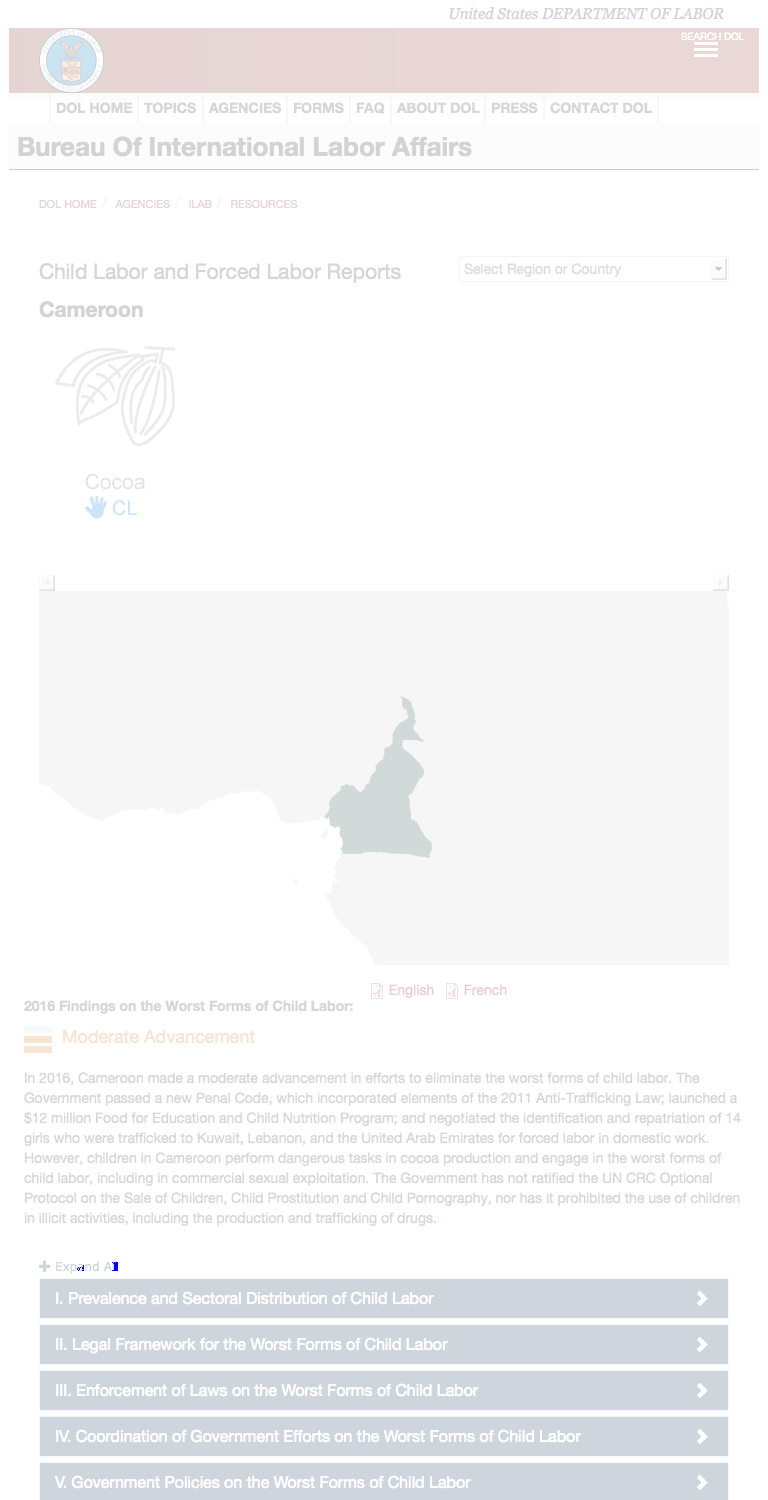 United States DEPARTMENT OF LABOR
SEARCH DOL
DOL HOME TOPICS AGENCIES FORMS FAQ ABOUT DOL PRESS CONTACT DOL
Bureau Of International Labor Affairs
DOL HOME / AGENCIES / ILAB / RESOURCES
Child Labor and Forced Labor Reports
Select Region or Country
Cameroon
Cocoa
CL
English French
2016 Findings on the Worst Forms of Child Labor:
Moderate Advancement
In 2016, Cameroon made a moderate advancement in efforts to eliminate the worst forms of child labor. The
Government passed a new Penal Code, which incorporated elements of the 2011 Anti-Trafficking Law; launched a
$12 million Food for Education and Child Nutrition Program; and negotiated the identification and repatriation of 14
girls who were trafficked to Kuwait, Lebanon, and the United Arab Emirates for forced labor in domestic work.
However, children in Cameroon perform dangerous tasks in cocoa production and engage in the worst forms of
child labor, including in commercial sexual exploitation. The Government has not ratified the UN CRC Optional
Protocol on the Sale of Children, Child Prostitution and Child Pornography, nor has it prohibited the use of children
in illicit activities, including the production and trafficking of drugs.
Expand
I. Prevalence and Sectoral Distribution of Child Labor
II. Legal Framework for the Worst Forms of Child Labor
III. Enforcement of Laws on the Worst Forms of Child Labor
IV. Coordination of Government Efforts on the Worst Forms of Child Labor
V. Government Policies on the Worst Forms of Child Labor